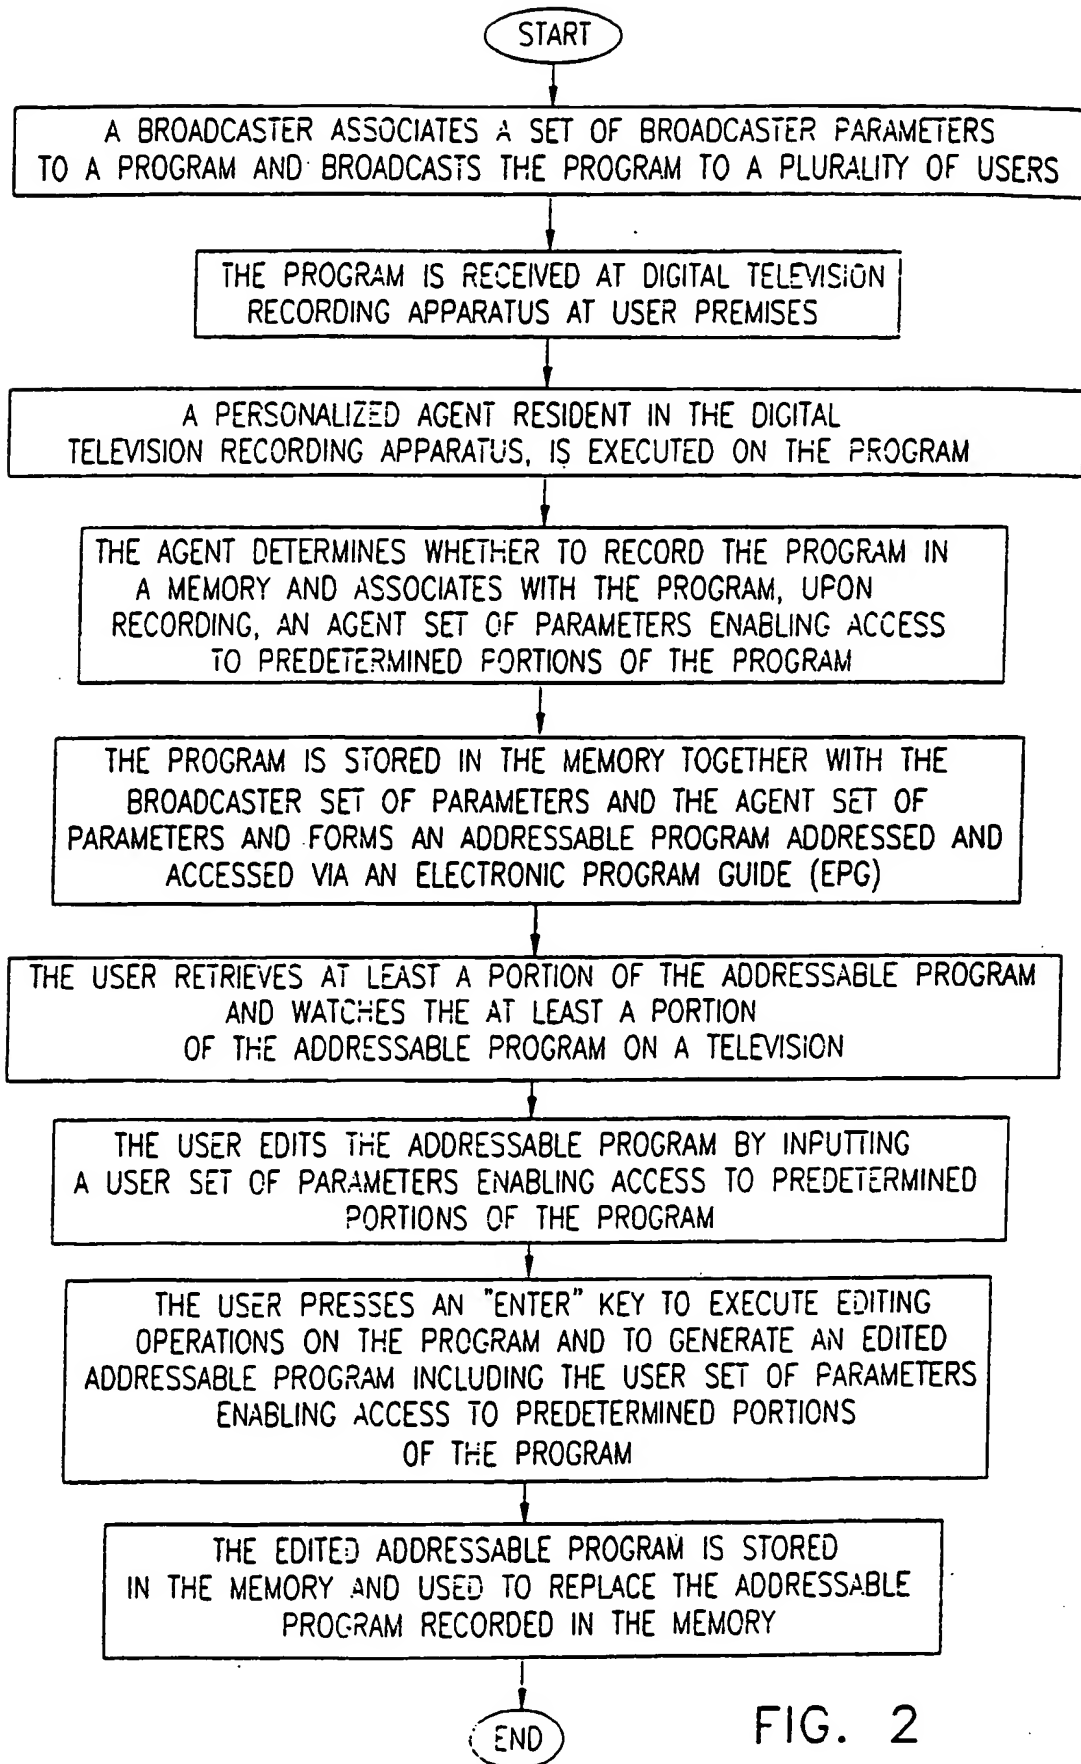 START
A BROADCASTER ASSOCIATES A SET OF BROADCASTER PARAMETERS
TO A PROGRAM AND BROADCASTS THE PROGRAM TO A PLURALITY OF USERS
THE PROGRAM IS RECEIVED AT DIGITAL TELEVISION
RECORDING APPARATUS AT USER PREMISES
A PERSONALIZED AGENT RESIDENT IN THE DIGITAL
TELEVISION RECORDING APPARATUS, IS EXECUTED ON THE PROGRAM
THE AGENT DETERMINES WHETHER TO RECORD THE PROGRAM IN
A MEMORY AND ASSOCIATES WITH THE PROGRAM, UPON
RECORDING, AN AGENT SET OF PARAMETERS ENABLING ACCESS
TO PREDETERMINED PORTIONS OF THE PROGRAM
THE PROGRAM IS STORED IN THE MEMORY TOGETHER WITH THE
BROADCASTER SET OF PARAMETERS AND THE AGENT SET OF
PARAMETERS AND FORMS AN ADDRESSABLE PROGRAM ADDRESSED AND
ACCESSED VIA AN ELECTRONIC PROGRAM GUIDE (EPG)
THE USER RETRIEVES AT LEAST A PORTION OF THE ADDRESSABLE PROGRAM
AND WATCHES THE AT LEAST A PORTION
OF THE ADDRESSABLE PROGRAM ON A TELEVISION
THE USER EDITS THE ADDRESSABLE PROGRAM BY INPUTTING
A USER SET OF PARAMETERS ENABLING ACCESS TO PREDETERMINED
PORTIONS OF THE PROGRAM
THE USER PRESSES AN "ENTER" KEY TO EXECUTE EDITING
OPERATIONS ON THE PROGRAM AND TO GENERATE AN EDITED
ADDRESSABLE PROGRAM INCLUDING THE USER SET OF PARAMETERS
ENABLING ACCESS TO PREDETERMINED PORTIONS
OF THE PROGRAM
THE EDITED ADDRESSABLE PROGRAM IS STORED
IN THE MEMORY AND USED TO REPLACE THE ADDRESSABLE
PROGRAM RECORDED IN THE MEMORY
END
FIG. 2